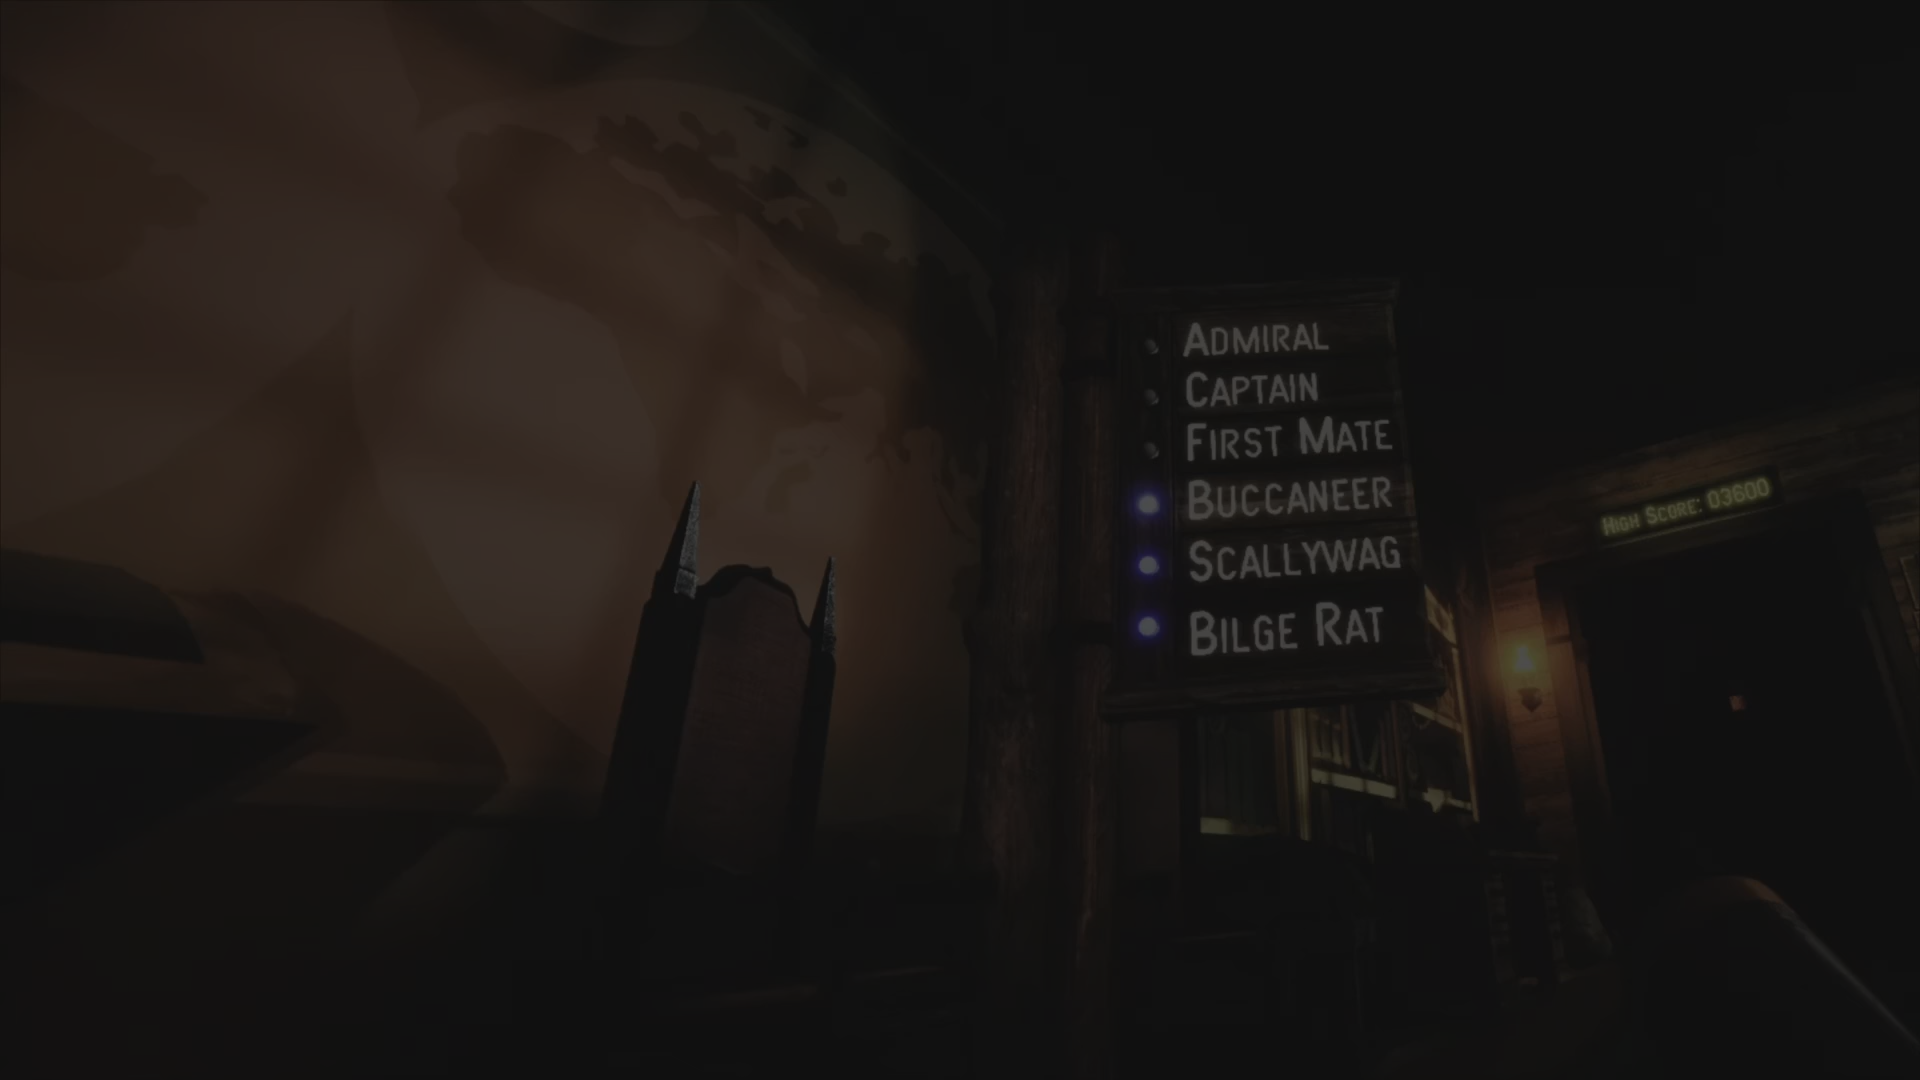 ADMIRAL
CAPTAIN
FIRST MATE
BUCCANEER
SCALLYWAG
BILGE RAT
HIGH SCORE: 03600